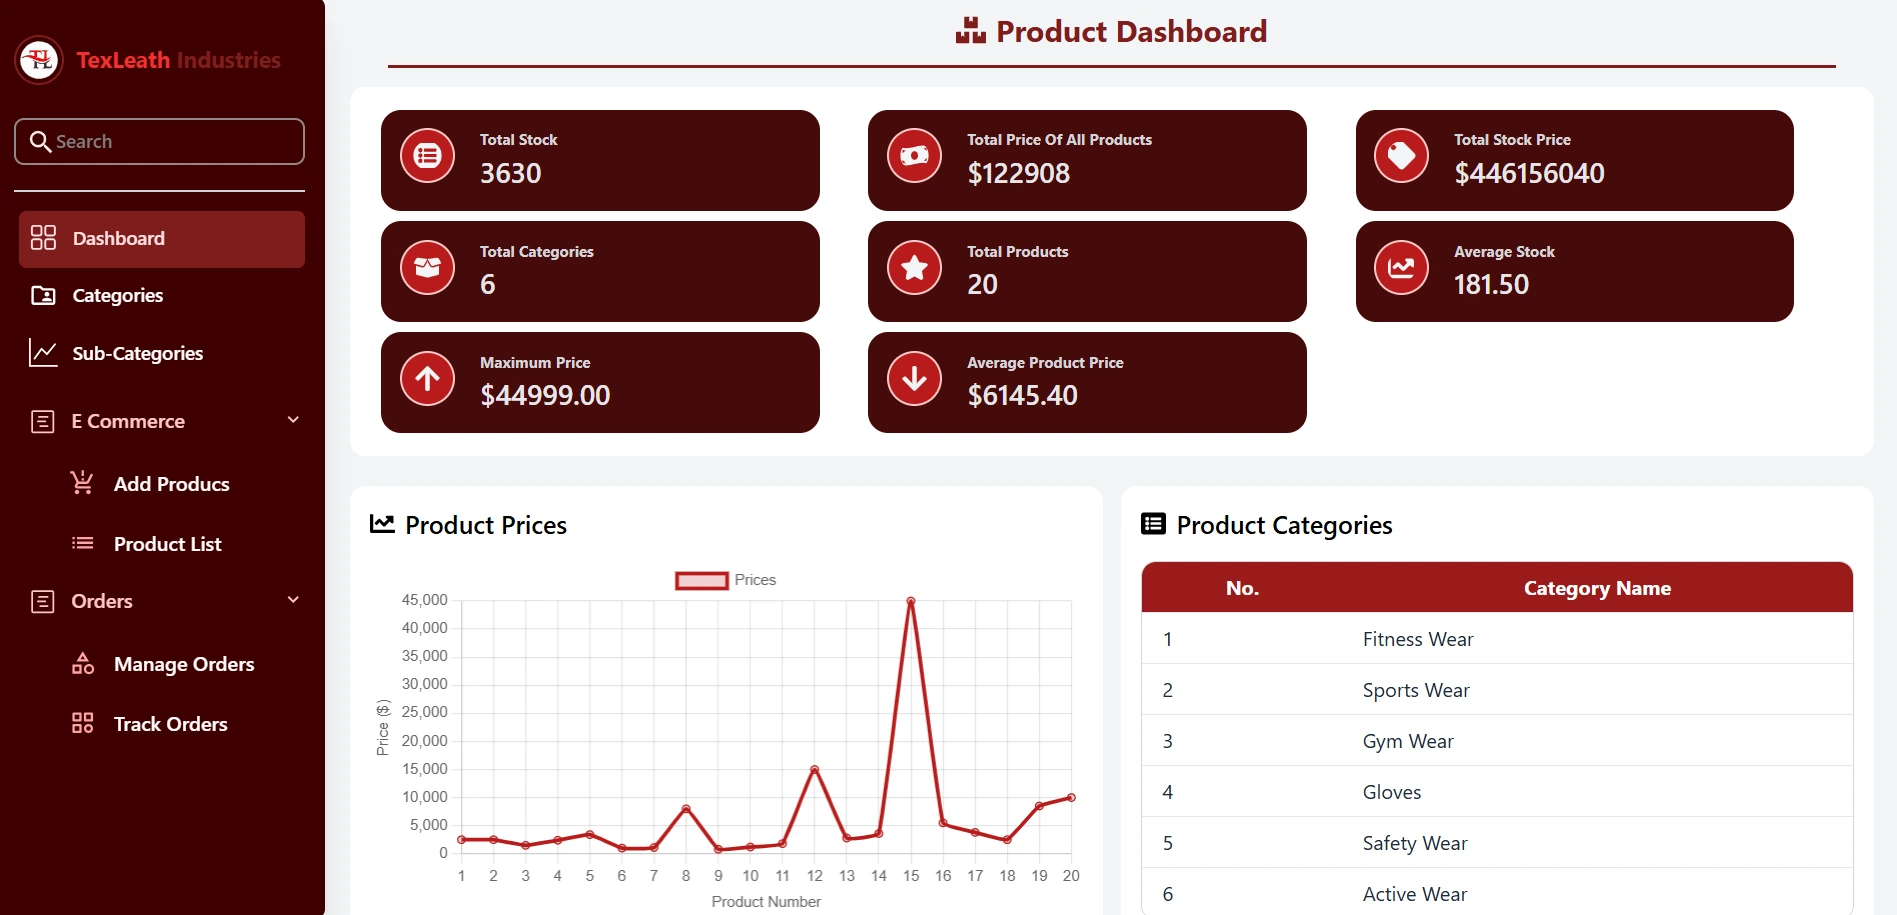 TexLeath Industries
Search
Dashboard
Categories
Sub-Categories
E Commerce
Add Producs
Product List
Orders
Manage Orders
Track Orders
Product Dashboard
Total Stock
3630
Total Price Of All Products
$122908
Total Stock Price
$446156040
Total Categories
6
Total Products
20
Average Stock
181.50
Maximum Price
$44999.00
Average Product Price
$6145.40
Product Prices
Prices
45,000
40,000
35,000
30,000
25,000
20,000
15,000
10,000
5,000
0
Price ($)
1 2 3 4 5 6 7 8 9 10 11 12 13 14 15 16 17 18 19 20
Product Number
Product Categories
No. Category Name
1 Fitness Wear
2 Sports Wear
3 Gym Wear
4 Gloves
5 Safety Wear
6 Active Wear